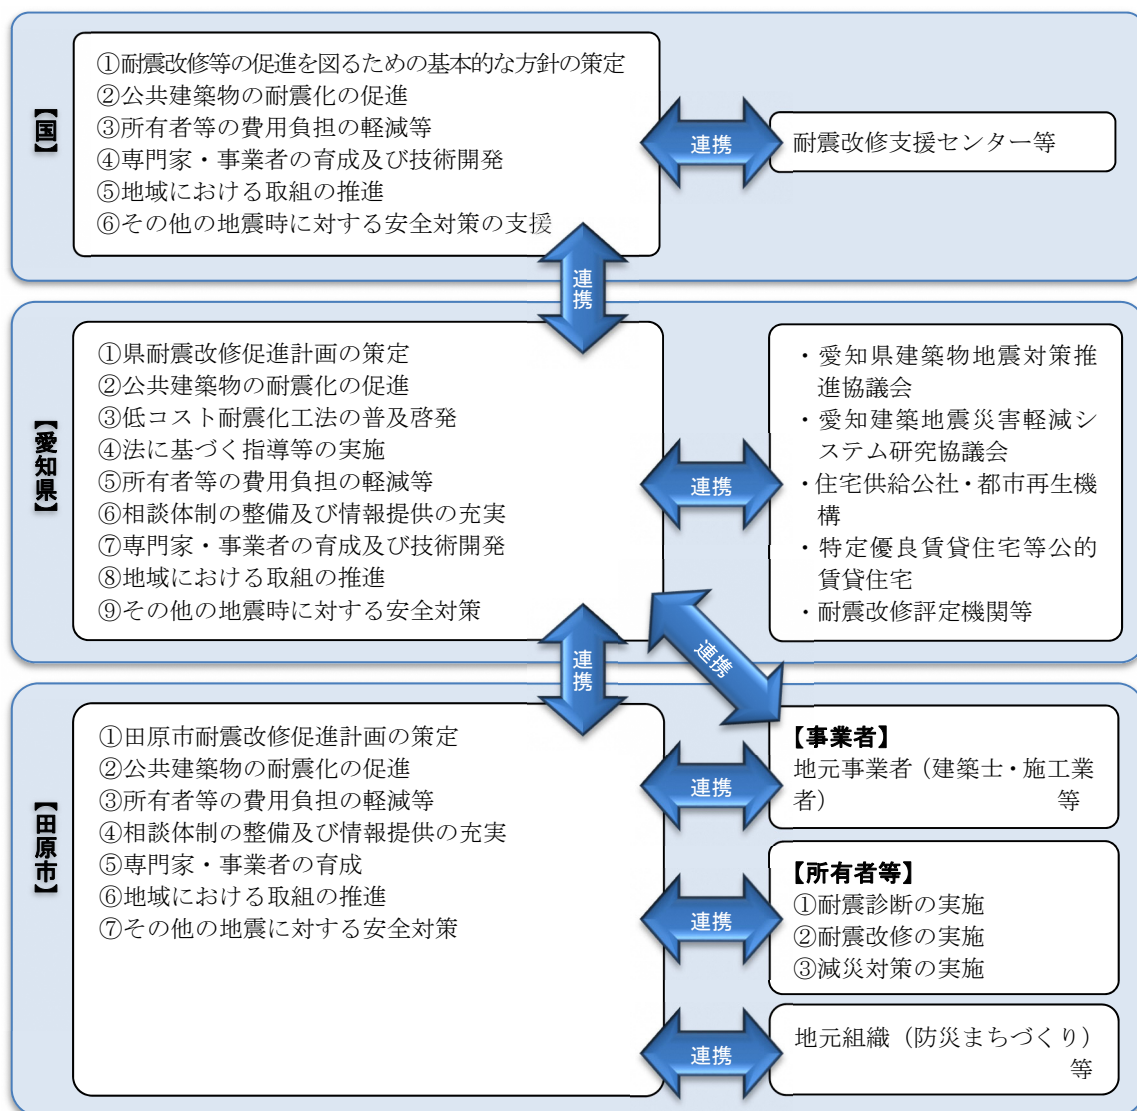 【国】
①耐震改修等の促進を図るための基本的な方針の策定
②公共建築物の耐震化の促進
③所有者等の費用負担の軽減等
④専門家・事業者の育成及び技術開発
⑤地域における取組の推進
⑥その他の地震時に対する安全対策の支援
連携
耐震改修支援センター等
連携
【愛知県】
①県耐震改修促進計画の策定
②公共建築物の耐震化の促進
③低コスト耐震化工法の普及啓発
④法に基づく指導等の実施
⑤所有者等の費用負担の軽減等
⑥相談体制の整備及び情報提供の充実
⑦専門家・事業者の育成及び技術開発
⑧地域における取組の推進
⑨その他の地震時に対する安全対策
連携
・愛知県建築物地震対策推
進協議会
・愛知建築地震災害軽減シ
ステム研究協議会
・住宅供給公社・都市再生機
構
・特定優良賃貸住宅等公的
賃貸住宅
・耐震改修評定機関等
連携
連携
【田原市】
①田原市耐震改修促進計画の策定
②公共建築物の耐震化の促進
③所有者等の費用負担の軽減等
④相談体制の整備及び情報提供の充実
⑤専門家・事業者の育成
⑥地域における取組の推進
⑦その他の地震に対する安全対策
連携
【事業者】
地元事業者（建築士・施工業
者） 等
連携
【所有者等】
①耐震診断の実施
②耐震改修の実施
③減災対策の実施
連携
地元組織（防災まちづくり）
等